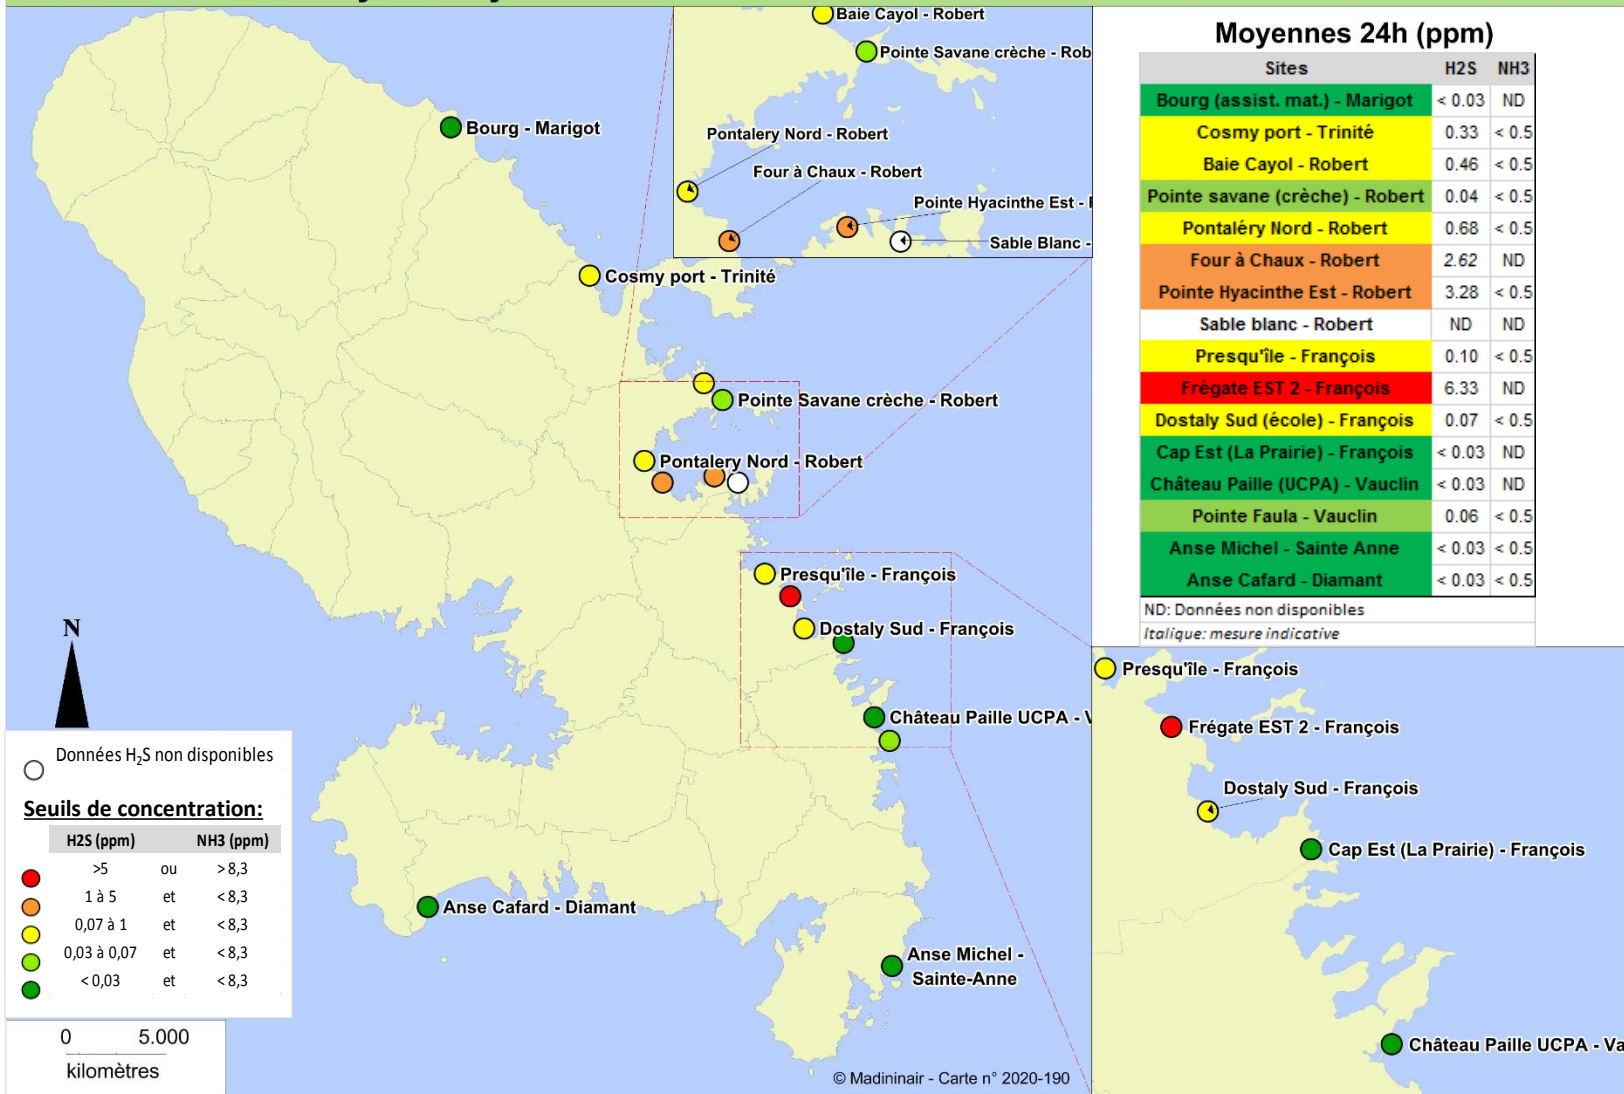 Baie Cayol - Robert
Pointe Savane crèche - Rob
Pontalery Nord - Robert
Four à Chaux - Robert
Pointe Hyacinthe Est -
Sable Blanc -
Bourg - Marigot
Cosmy port - Trinité
Pointe Savane crèche - Robert
Pontalery Nord - Robert
Presqu'île - François
Dostaly Sud - François
Château Paille UCPA - V
Anse Cafard - Diamant
Anse Michel -
Sainte-Anne
Moyennes 24h (ppm)
Sites H2S NH3
Bourg (assist. mat.) - Marigot < 0.03 ND
Cosmy port - Trinité 0.33 < 0.5
Baie Cayol - Robert 0.46 < 0.5
Pointe savane (crèche) - Robert 0.04 < 0.5
Pontaléry Nord - Robert 0.68 < 0.5
Four à Chaux - Robert 2.62 ND
Pointe Hyacinthe Est - Robert 3.28 < 0.5
Sable blanc - Robert ND ND
Presqu'île - François 0.10 < 0.5
Frégate EST 2 - François 6.33 ND
Dostaly Sud (école) - François 0.07 < 0.5
Cap Est (La Prairie) - François < 0.03 ND
Château Paille (UCPA) - Vauclin < 0.03 ND
Pointe Faula - Vauclin 0.06 < 0.5
Anse Michel - Sainte Anne < 0.03 < 0.5
Anse Cafard - Diamant < 0.03 < 0.5
ND: Données non disponibles
Italique: mesure indicative
Presqu'île - François
Frégate EST 2 - François
Dostaly Sud - François
Cap Est (La Prairie) - François
Château Paille UCPA - Va
N
Données H₂S non disponibles
Seuils de concentration:
H2S (ppm) NH3 (ppm)
>5 ou > 8,3
1 à 5 et < 8,3
0,07 à 1 et < 8,3
0,03 à 0,07 et < 8,3
< 0,03 et < 8,3
0 5.000
kilomètres
© Madininair - Carte n° 2020-190